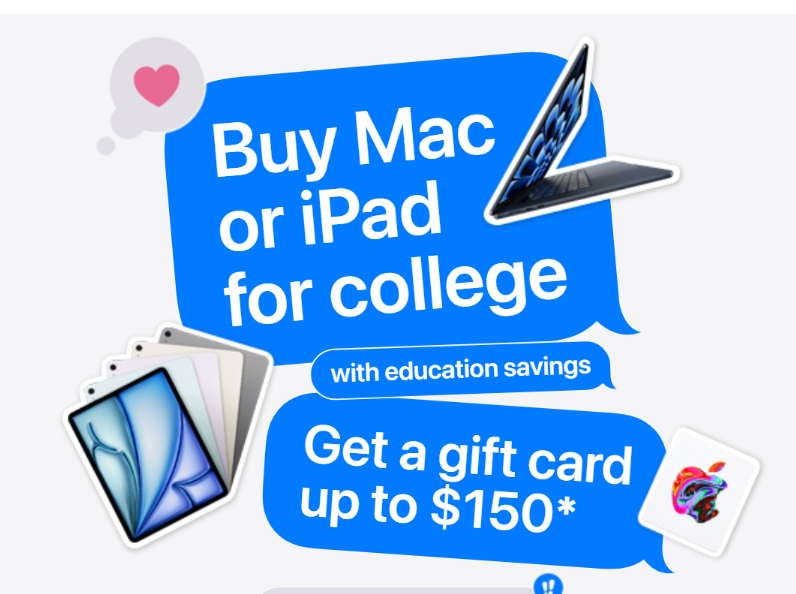 Buy Mac
or iPad
for college
with education savings
Get a gift card
up to $150*
!!